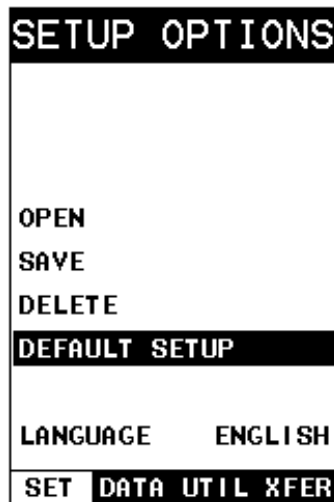 SETUP OPTIONS
OPEN
SAVE
DELETE
DEFAULT SETUP
LANGUAGE ENGLISH
SET DATA UTIL XFER